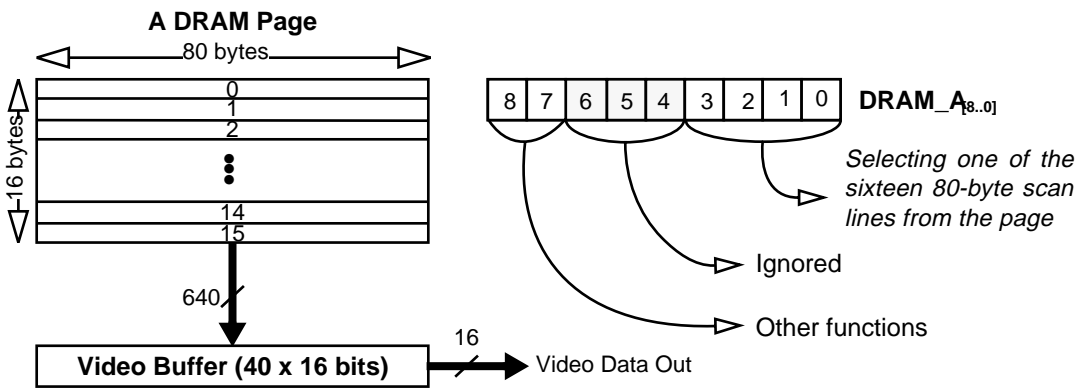 A DRAM Page
80 bytes
16 bytes
0
1
2
14
15
640
Video Buffer (40 x 16 bits)
16
Video Data Out
8 7 6 5 4 3 2 1 0
DRAM_A[8..0]
Selecting one of the
sixteen 80-byte scan
lines from the page
Ignored
Other functions